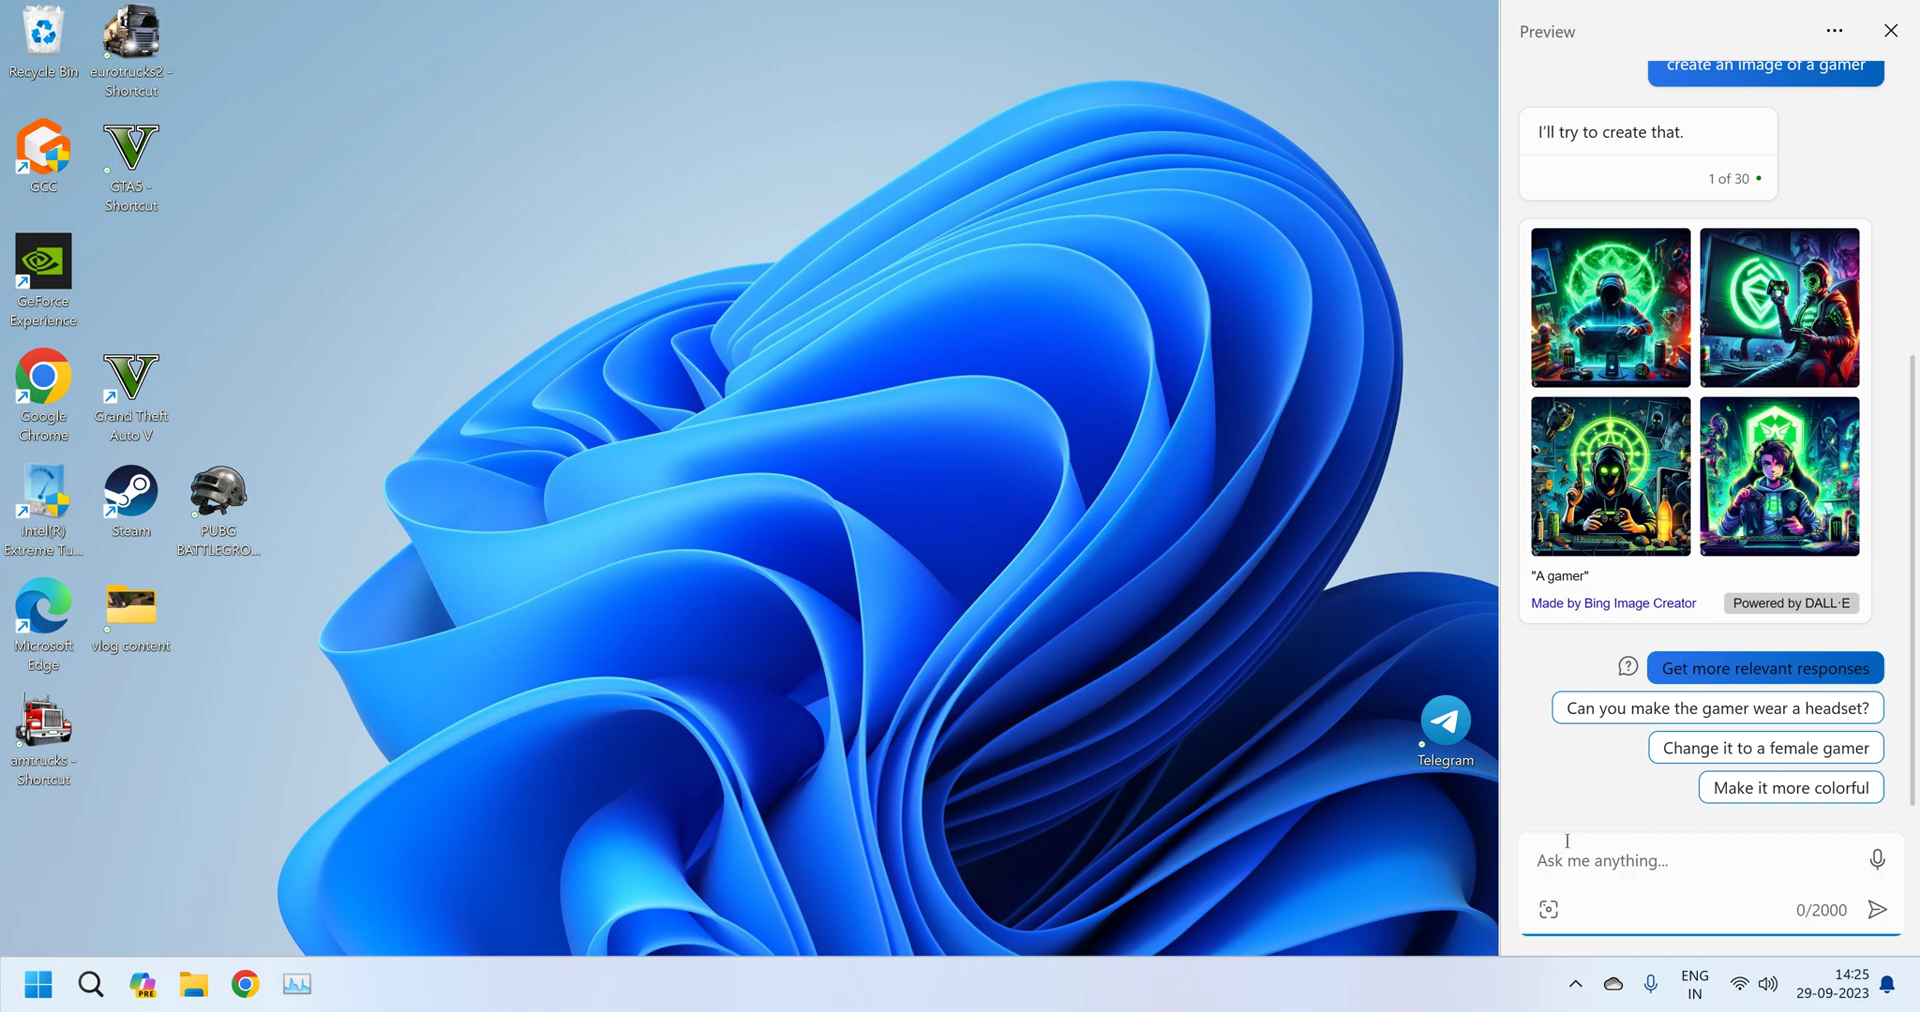 Recycle Bin
eurotrucks2 -
Shortcut
GCC
GTA5 -
Shortcut
GeForce
Experience
Google
Chrome
Grand Theft
Auto V
Intel(R)
Extreme Tu...
Steam
PUBG
BATTLEGRO...
Microsoft
Edge
vlog content
amtrucks -
Shortcut
Telegram
Preview
create an image of a gamer
I'll try to create that.
1 of 30
"A gamer"
Made by Bing Image Creator
Powered by DALL·E
Get more relevant responses
Can you make the gamer wear a headset?
Change it to a female gamer
Make it more colorful
Ask me anything...
0/2000
PRE
ENG
IN
14:25
29-09-2023